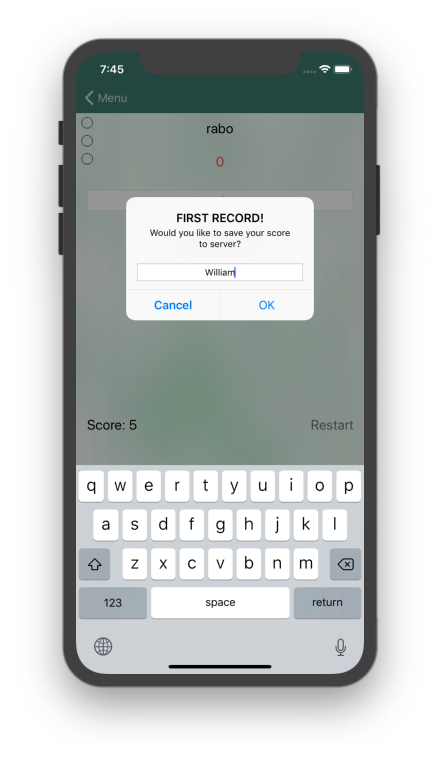 7:45
Menu
rabo
0
FIRST RECORD!
Would you like to save your score
to server?
William
Cancel OK
Score: 5 Restart
q w e r t y u i o p
a s d f g h j k l
z x c v b n m
123 space return